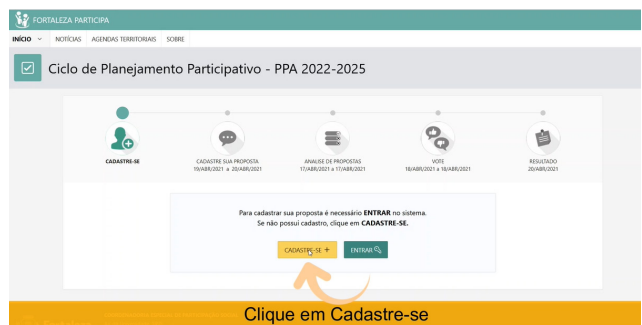 FORTALEZA PARTICIPA
INÍCIO NOTÍCIAS AGENDAS TERRITORIAIS SOBRE
Ciclo de Planejamento Participativo - PPA 2022-2025
CADASTRE-SE
CADASTRE SUA PROPOSTA
19/ABR/2021 a 20/ABR/2021
ANALISE DE PROPOSTAS
17/ABR/2021 a 17/ABR/2021
VOTE
18/ABR/2021 a 18/ABR/2021
RESULTADO
20/ABR/2021
Para cadastrar sua proposta é necessário ENTRAR no sistema.
Se não possui cadastro, clique em CADASTRE-SE.
CADASTRE-SE +
ENTRAR
Clique em Cadastre-se